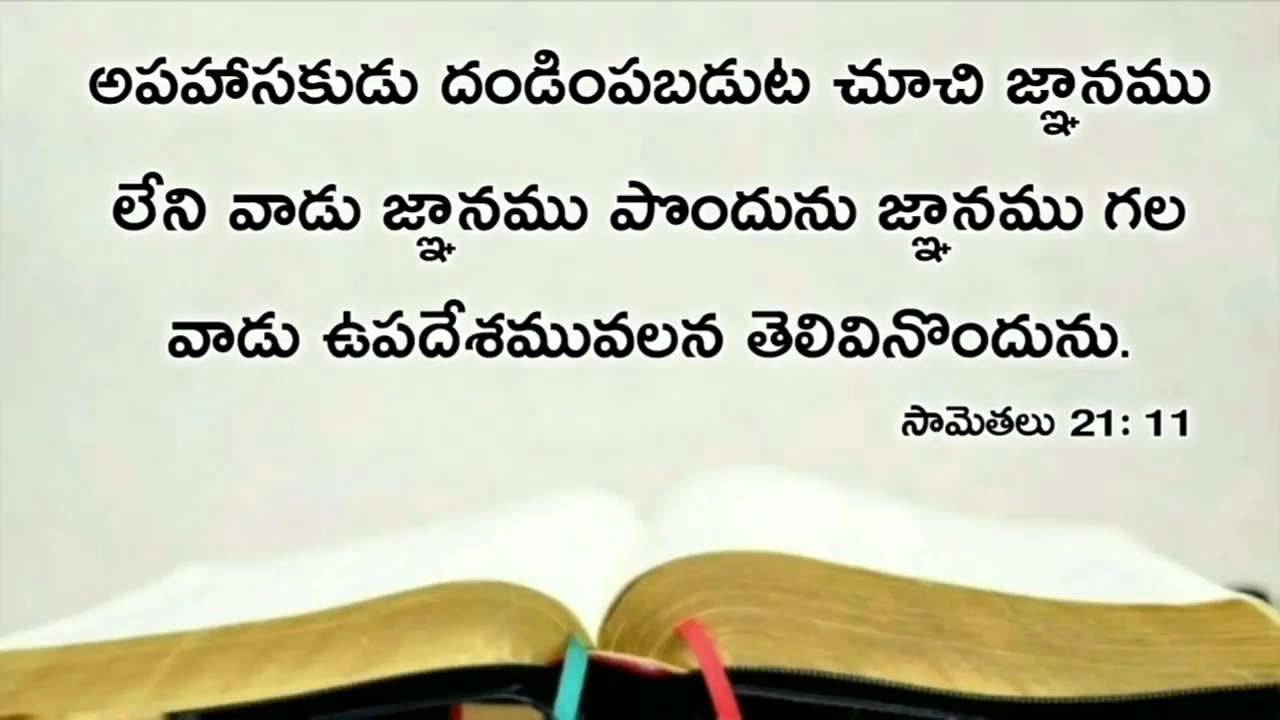 అపహాసకుడు దండింపబడుట చూచి జ్ఞానము
లేని వాడు జ్ఞానము పొందును జ్ఞానము గల
వాడు ఉపదేశమువలన తెలివినొందును.
సామెతలు 21: 11